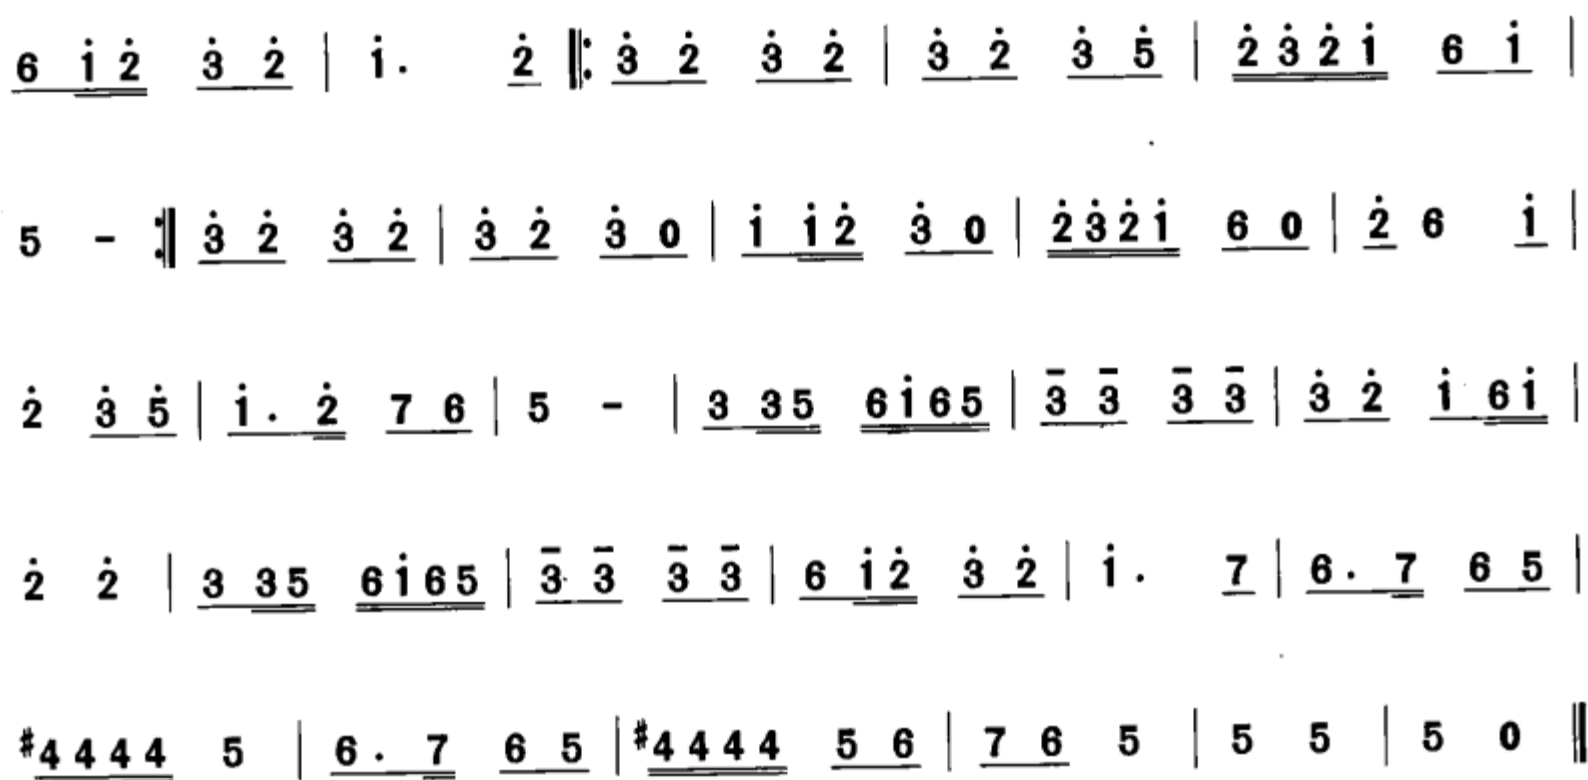 6 i̇ 2̇ 3̇ 2̇ | i̇ . 2̇ ‖: 3̇ 2̇ 3̇ 2̇ | 3̇ 2̇ 3̇ 5̇ | 2̇ 3̇ 2̇ 1̇ 6 1̇ |
5 - :‖ 3̇ 2̇ 3̇ 2̇ | 3̇ 2̇ 3̇ 0 | 1̇ 1̇ 2̇ 3̇ 0 | 2̇ 3̇ 2̇ 1̇ 6 0 | 2̇ 6 1̇ |
2̇ 3̇ 5̇ | 1̇ . 2̇ 7 6 | 5 - | 3 3 5 6 1̇ 6 5 | 3̄ 3̄ 3̄ 3̄ | 3̇ 2̇ 1̇ 6 1̇ |
2̇ 2̇ | 3 3 5 6 1̇ 6 5 | 3̄ 3̄ 3̄ 3̄ | 6 1̇ 2̇ 3̇ 2̇ | 1̇ . 7 | 6 . 7 6 5 |
#4 4 4 4 5 | 6 . 7 6 5 | #4 4 4 4 5 6 | 7 6 5 | 5 5 | 5 0 ‖